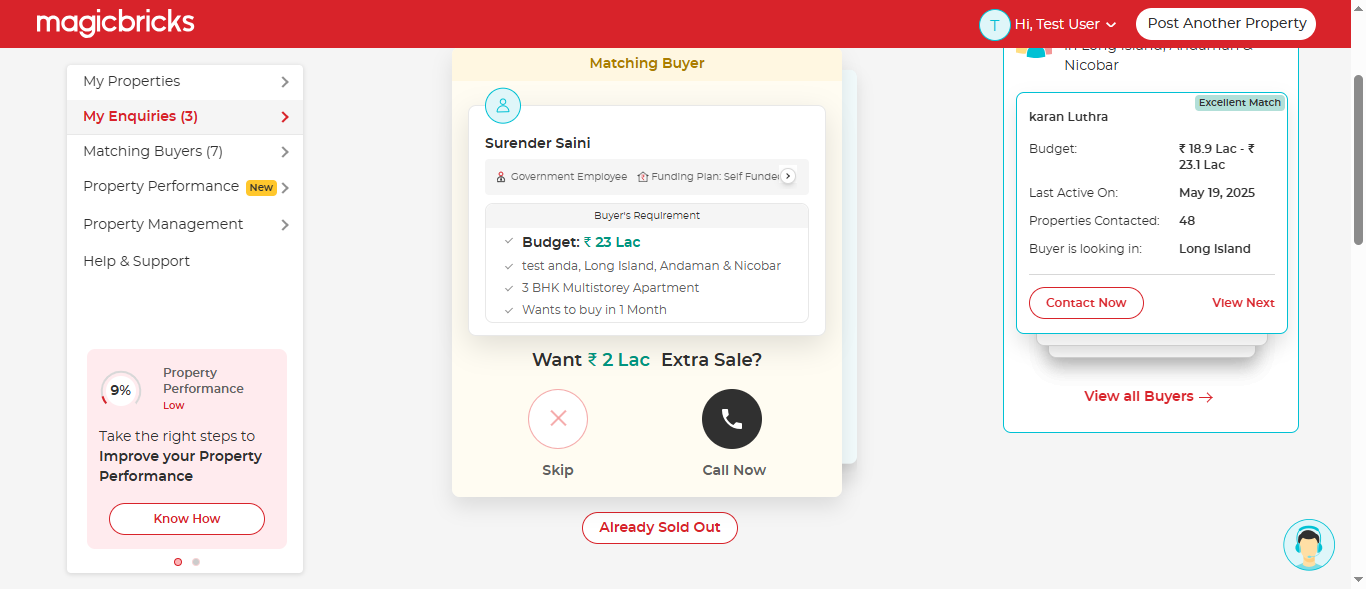 magicbricks
T
Hi, Test User
Post Another Property
My Properties
My Enquiries (3)
Matching Buyers (7)
Property Performance New
Property Management
Help & Support
9%
Property
Performance
Low
Take the right steps to
Improve your Property
Performance
Know How
Matching Buyer
Surender Saini
Government Employee Funding Plan: Self Funded
Buyer's Requirement
Budget: ₹ 23 Lac
test anda, Long Island, Andaman & Nicobar
3 BHK Multistorey Apartment
Wants to buy in 1 Month
Want ₹ 2 Lac Extra Sale?
Skip
Call Now
Already Sold Out
in Long Island, Andaman &
Nicobar
Excellent Match
karan Luthra
Budget: ₹ 18.9 Lac - ₹
23.1 Lac
Last Active On: May 19, 2025
Properties Contacted: 48
Buyer is looking in: Long Island
Contact Now
View Next
View all Buyers